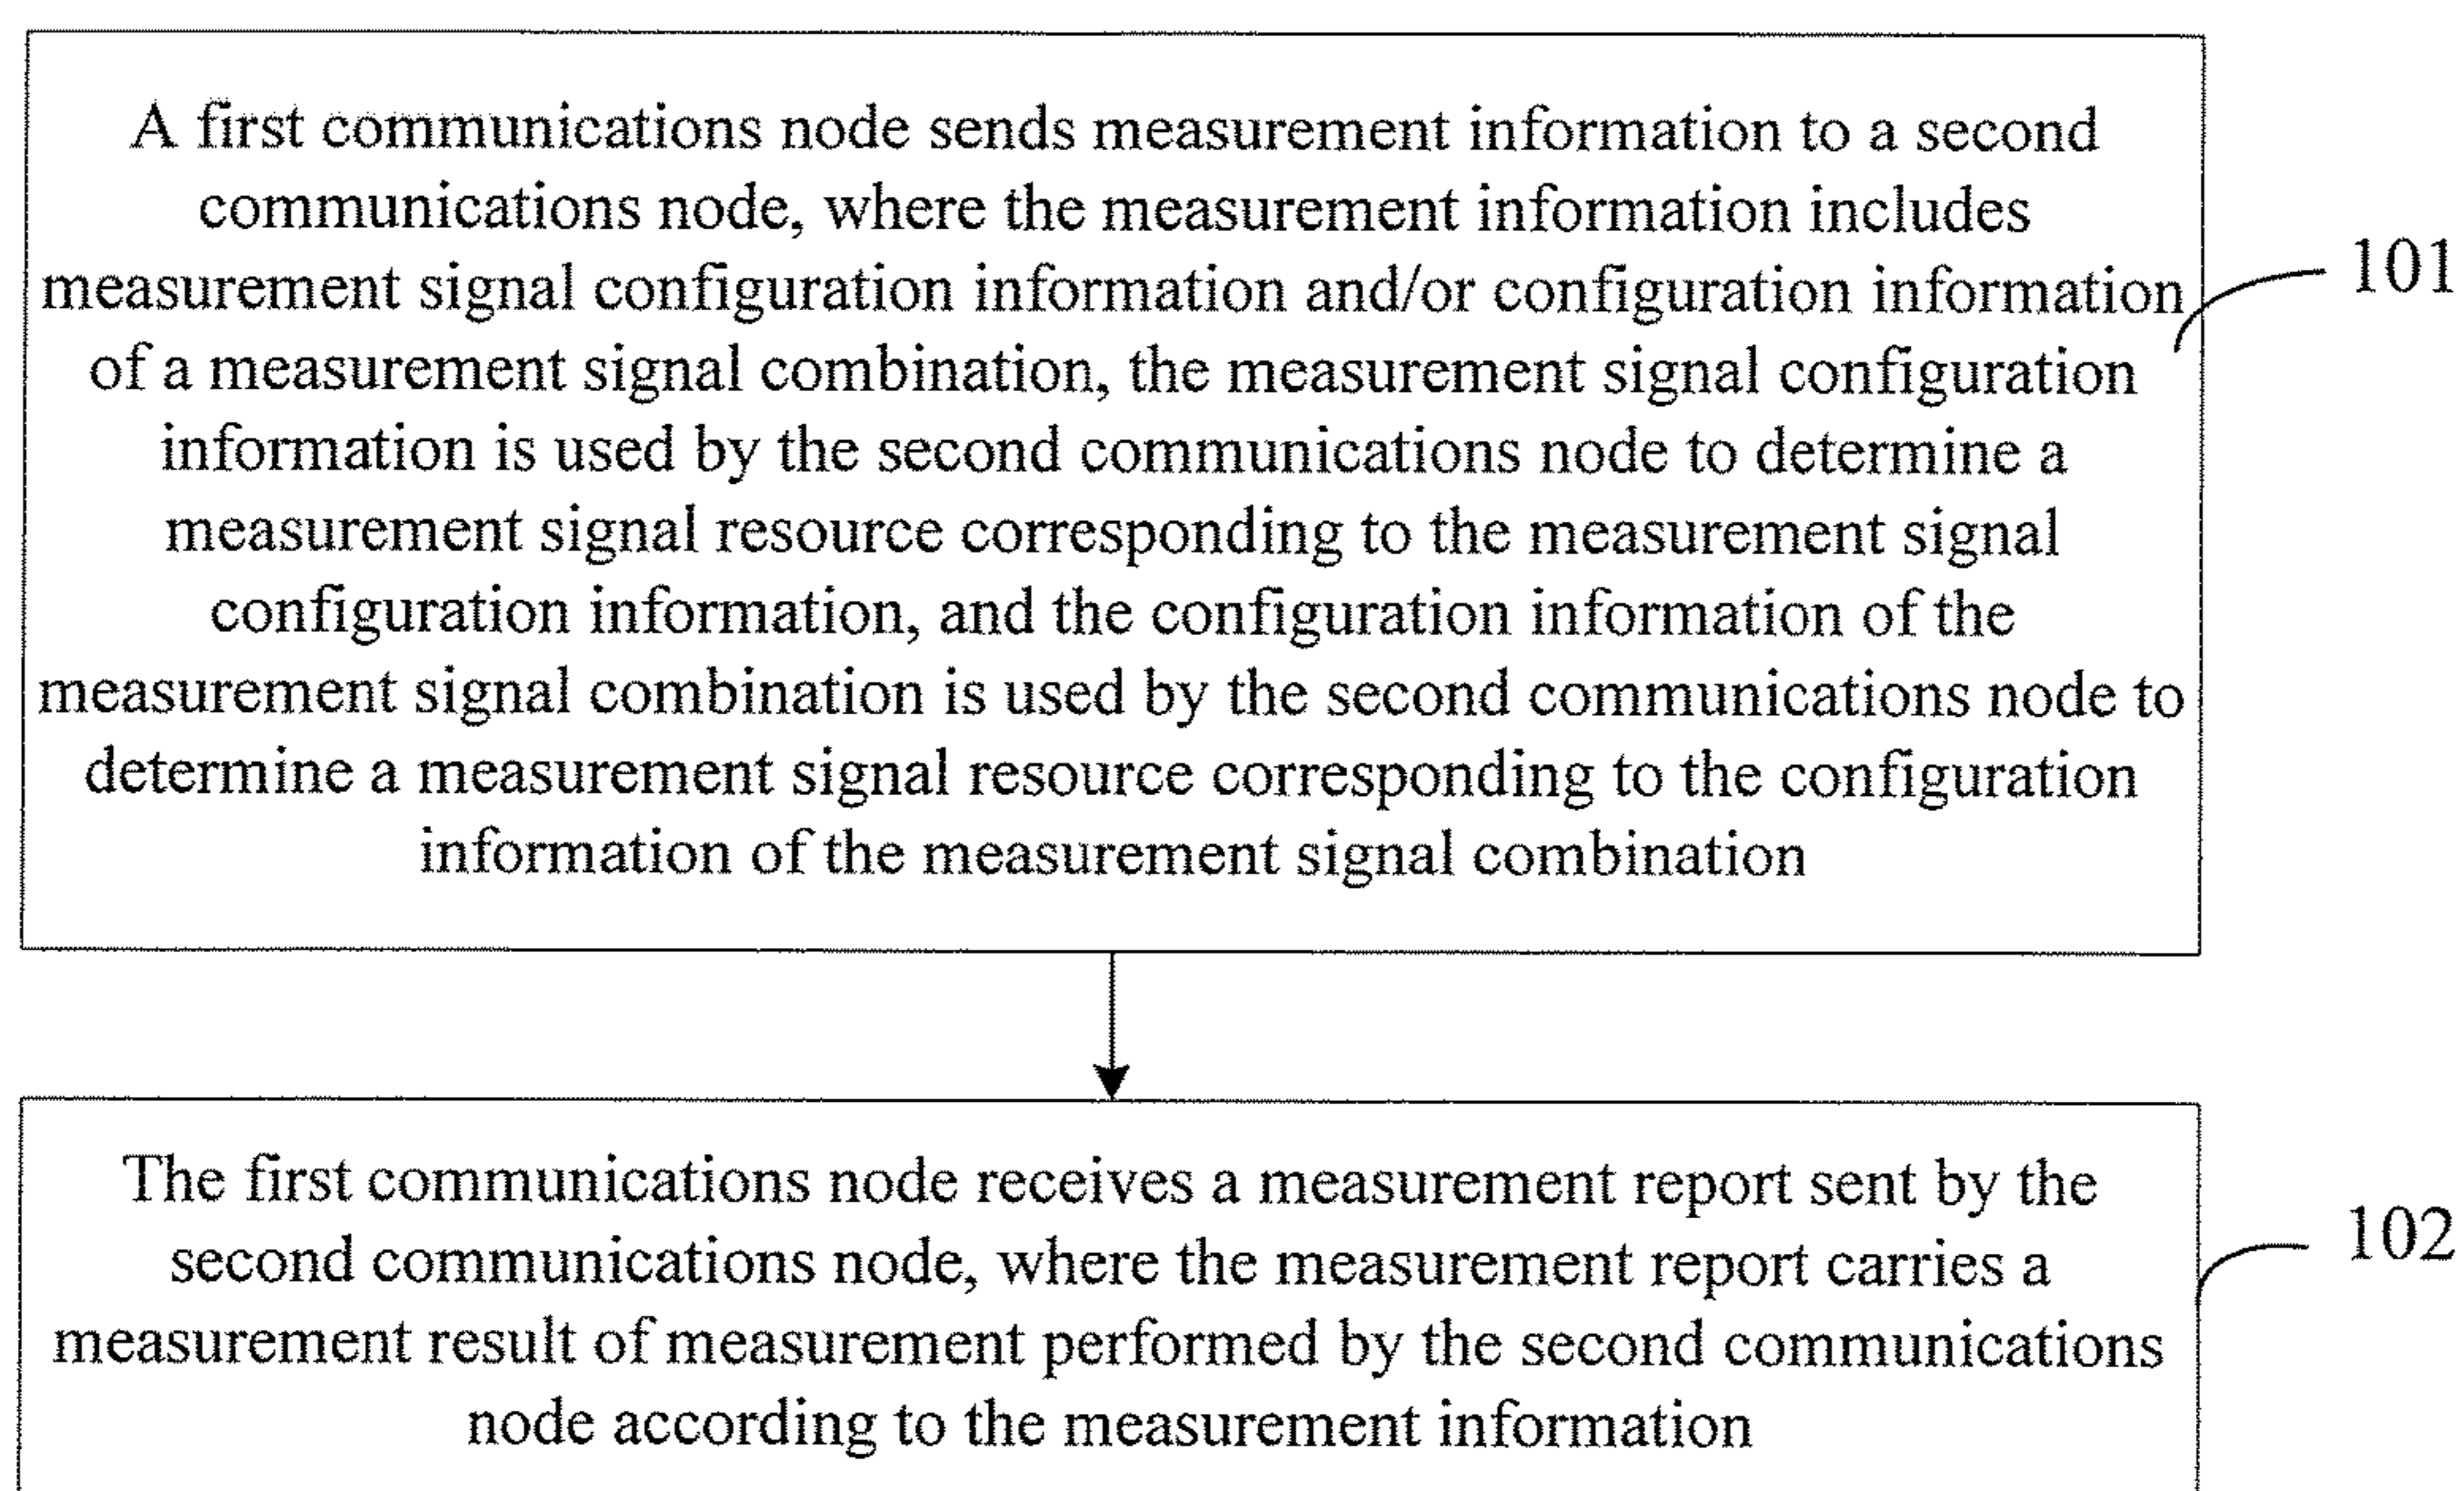 A first communications node sends measurement information to a second
communications node, where the measurement information includes
measurement signal configuration information and/or configuration information
of a measurement signal combination, the measurement signal configuration
information is used by the second communications node to determine a
measurement signal resource corresponding to the measurement signal
configuration information, and the configuration information of the
measurement signal combination is used by the second communications node to
determine a measurement signal resource corresponding to the configuration
information of the measurement signal combination
101
The first communications node receives a measurement report sent by the
second communications node, where the measurement report carries a
measurement result of measurement performed by the second communications
node according to the measurement information
102